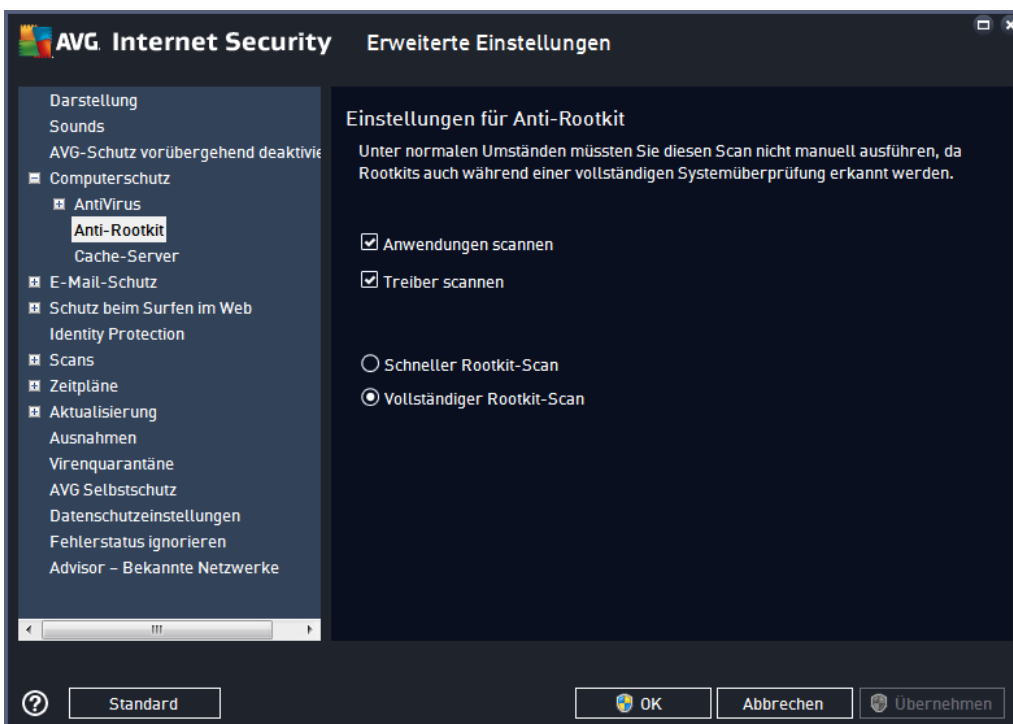 AVG. Internet Security Erweiterte Einstellungen
Darstellung
Sounds
AVG-Schutz vorübergehend
Computerschutz
AntiVirus
Anti-Rootkit
Cache-Server
E-Mail-Schutz
Schutz beim Surfen im Web
Identity Protection
Scans
Zeitpläne
Aktualisierung
Ausnahmen
Virenquarantäne
AVG Selbstschutz
Datenschutzeinstellungen
Fehlerstatus ignorieren
Advisor – Bekannte Netzwerke
Einstellungen für Anti-Rootkit
Unter normalen Umständen müssten Sie diesen Scan nicht manuell ausführen, da
Rootkits auch während einer vollständigen Systemüberprüfung erkannt werden.
Anwendungen scannen
Treiber scannen
Schneller Rootkit-Scan
Vollständiger Rootkit-Scan
? Standard OK Abbrechen Übernehmen